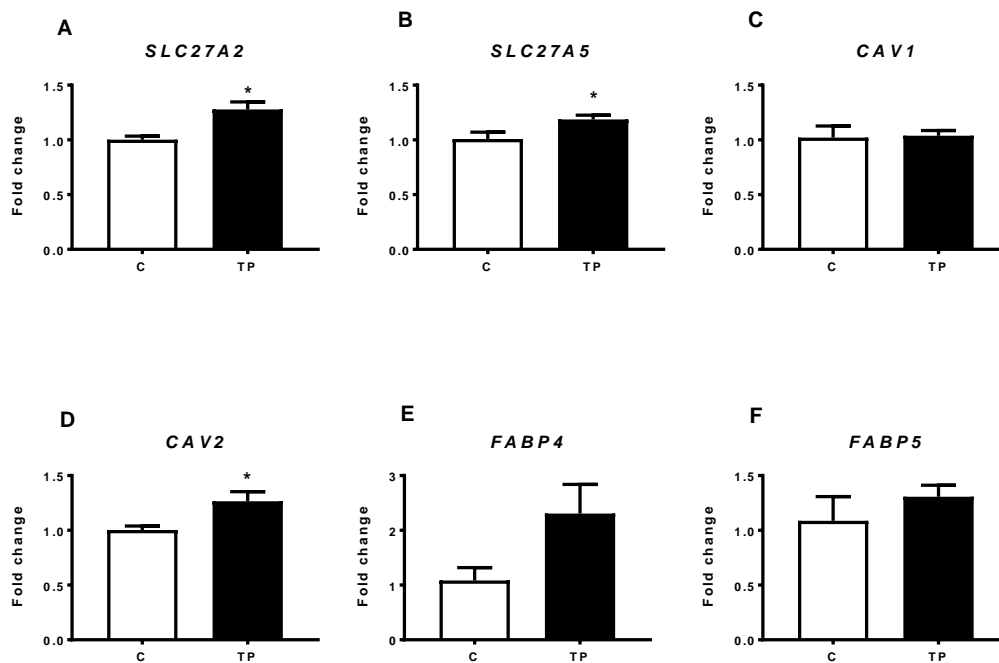 A
SLC27A2
Fold change
1.5
1.0
0.5
0.0
*
C
TP
B
SLC27A5
Fold change
1.5
1.0
0.5
0.0
*
C
TP
C
CAV1
Fold change
1.5
1.0
0.5
0.0
C
TP
D
CAV2
Fold change
1.5
1.0
0.5
0.0
*
C
TP
E
FABP4
Fold change
3
2
1
0
C
TP
F
FABP5
Fold change
1.5
1.0
0.5
0.0
C
TP